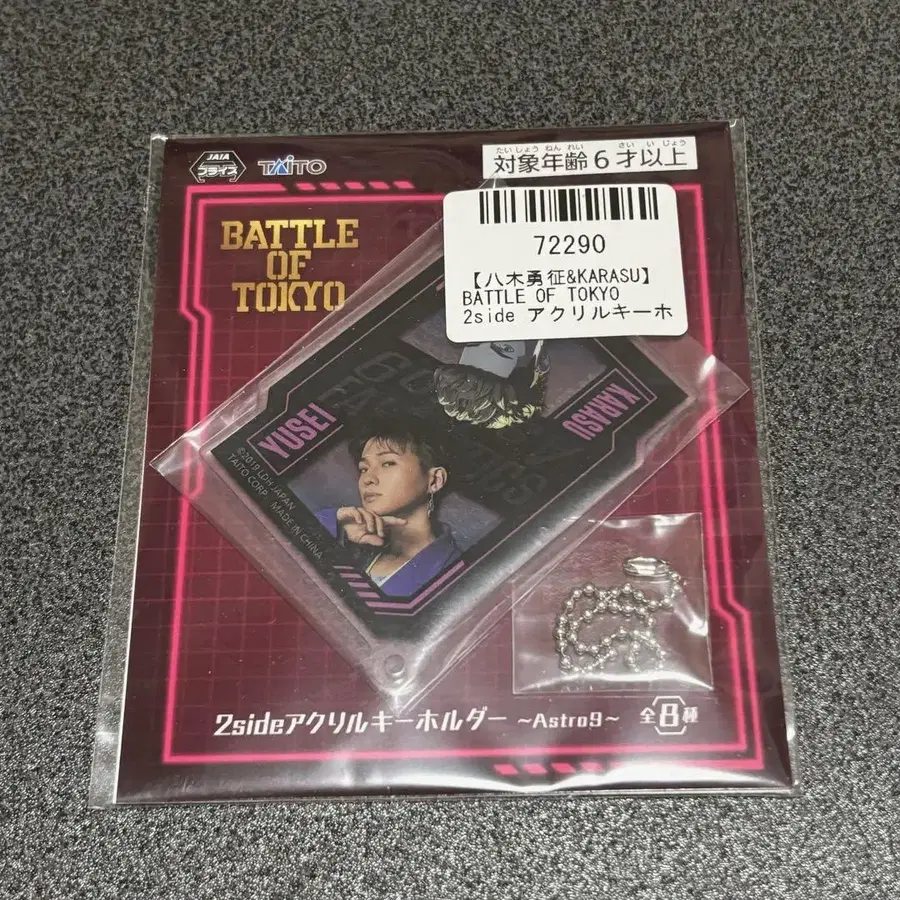 JAIA
プライズ
TAITO
たいしょうねんれい さいいじょう
対象年齢6才以上
BATTLE
OF
TOKYO
72290
【八木勇征&KARASU】
BATTLE OF TOKYO
2side アクリルキーホ
YUSEI
KARASU
©2019 LDH JAPAN
TAITO CORP. MADE IN CHINA
2sideアクリルキーホルダー ~Astro9~ 全8種